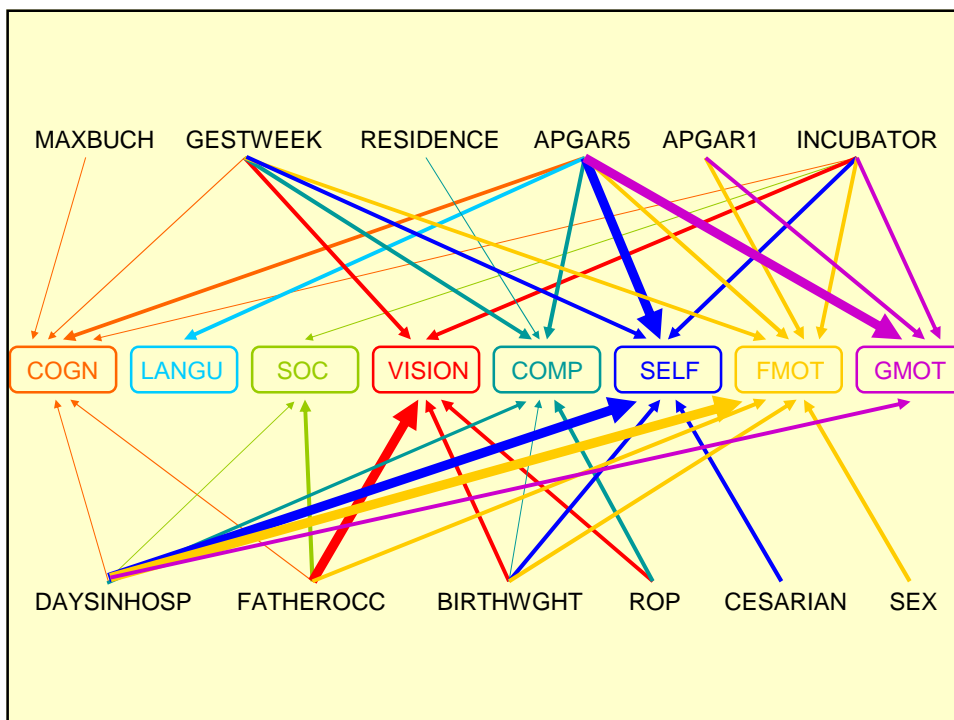 MAXBUCH GESTWEEK RESIDENCE APGAR5 APGAR1 INCUBATOR
COGN LANGU SOC VISION COMP SELF FMOT GMOT
DAYSINHOSP FATHEROCC BIRTHWGHT ROP CESARIAN SEX